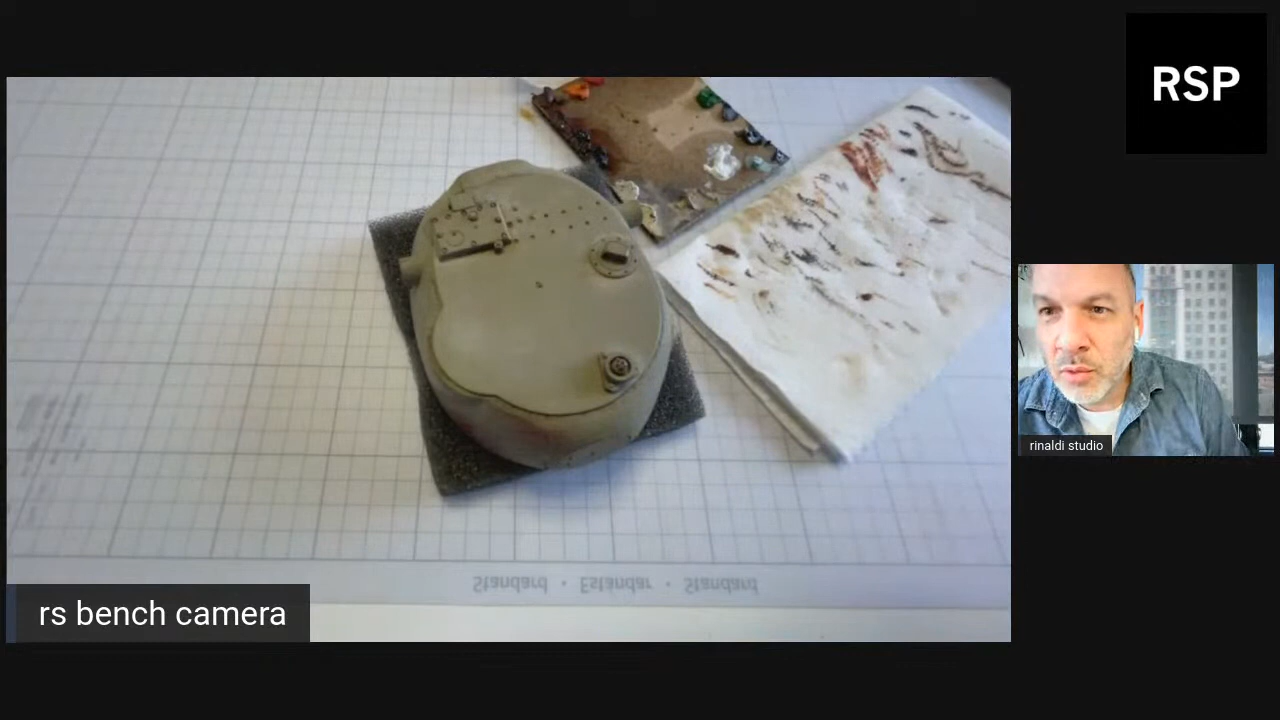 RSP
Standard · Estándar · Standard
rinaldi studio
rs bench camera